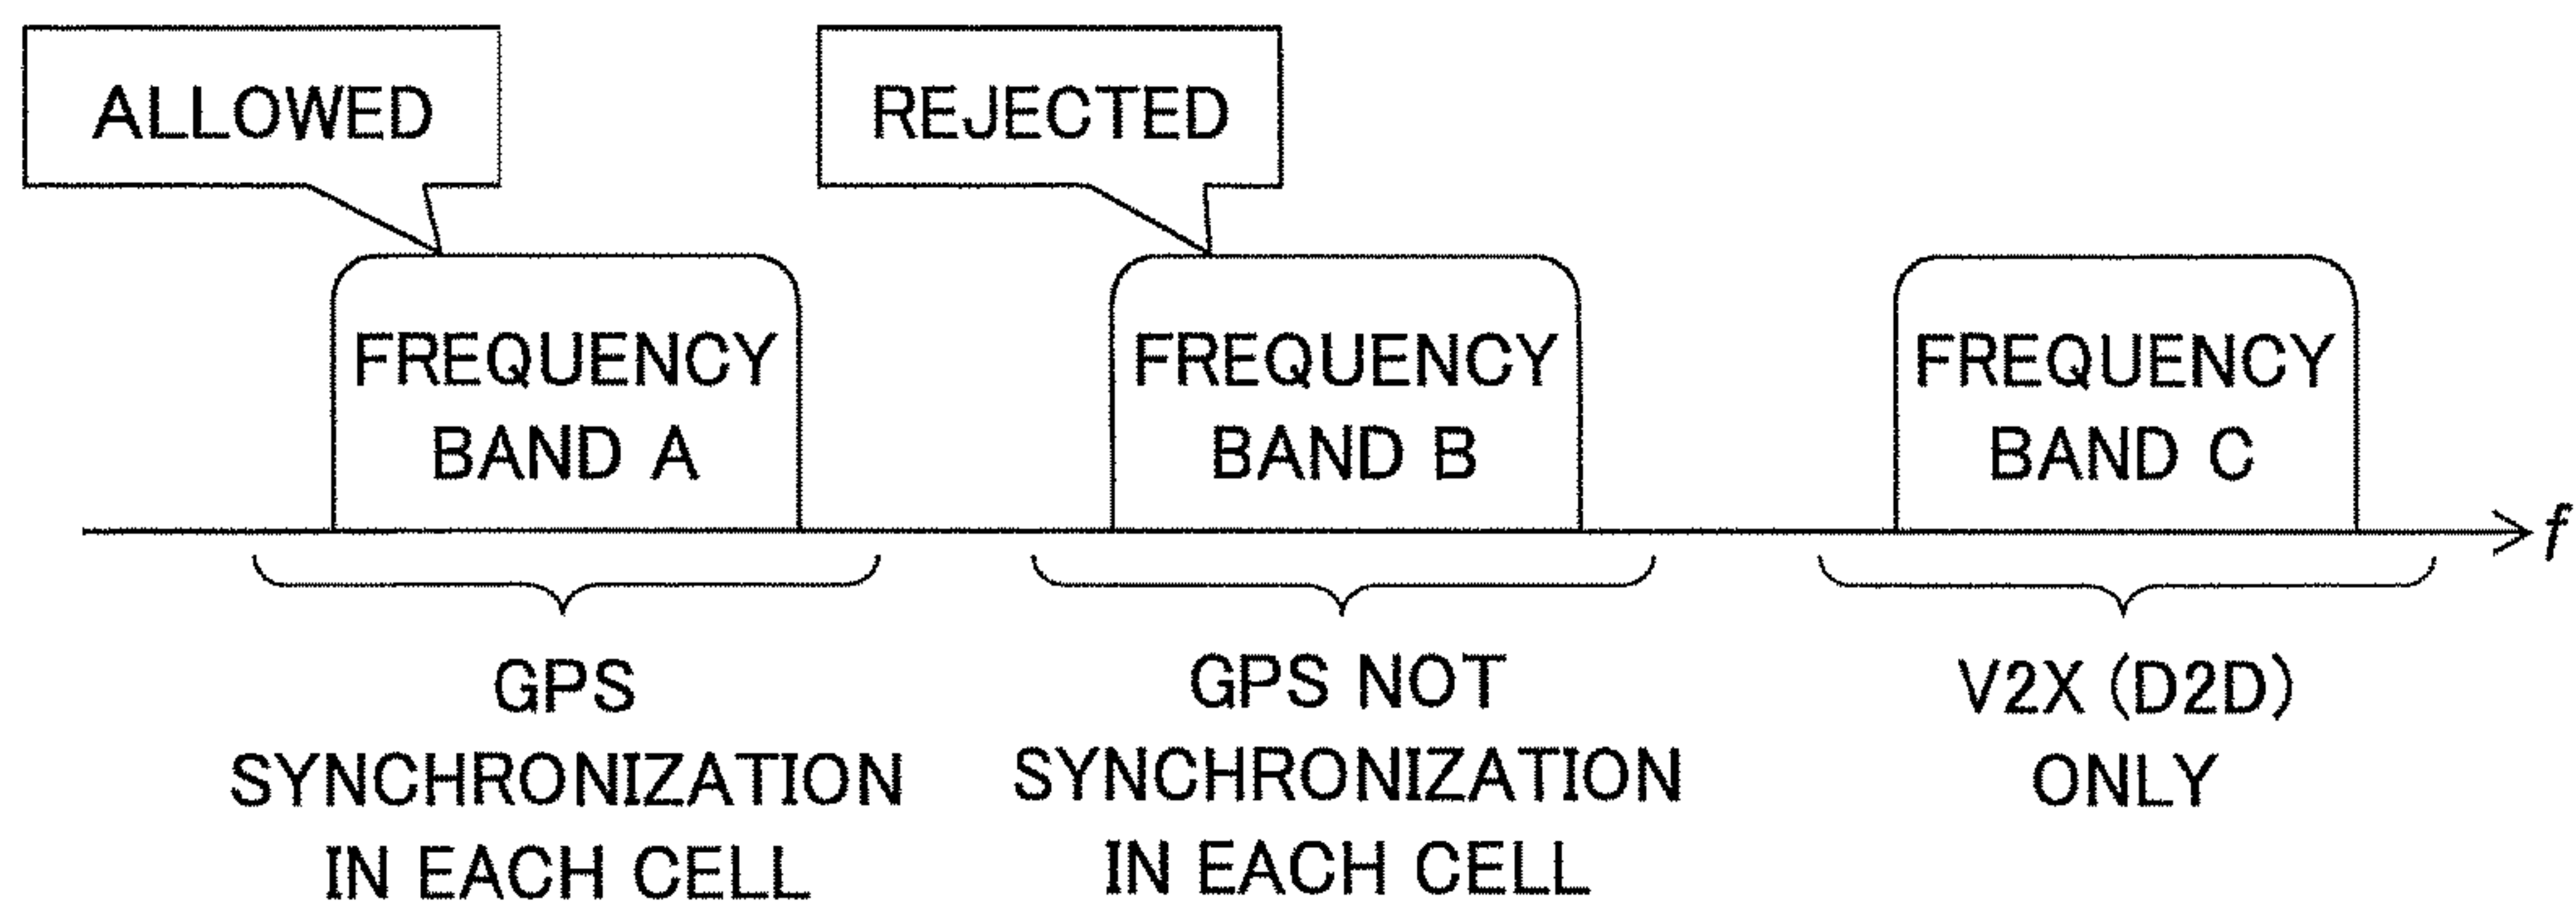 ALLOWED
REJECTED
FREQUENCY
BAND A
FREQUENCY
BAND B
FREQUENCY
BAND C
f
GPS
SYNCHRONIZATION
IN EACH CELL
GPS NOT
SYNCHRONIZATION
IN EACH CELL
V2X (D2D)
ONLY